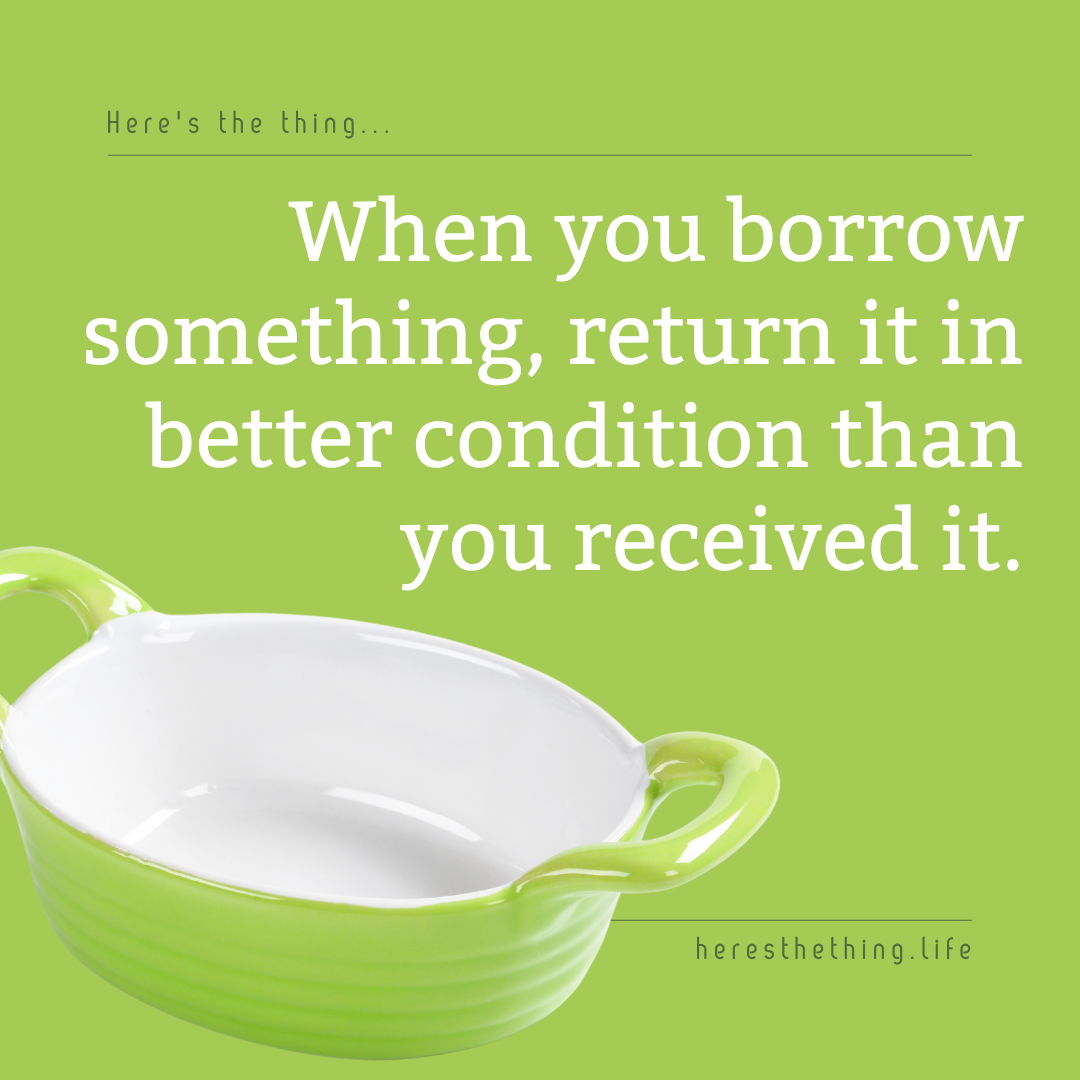 Here's the thing...
When you borrow
something, return it in
better condition than
you received it.
heresthething.life